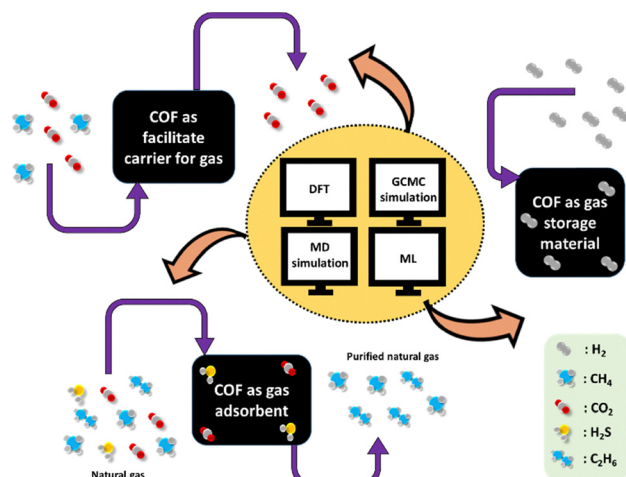 COF as
facilitate
carrier for gas
DFT
GCMC
simulation
MD
simulation
ML
COF as gas
storage
material
COF as gas
adsorbent
Natural gas
Purified natural gas
: H₂
: CH₄
: CO₂
: H₂S
: C₂H₆